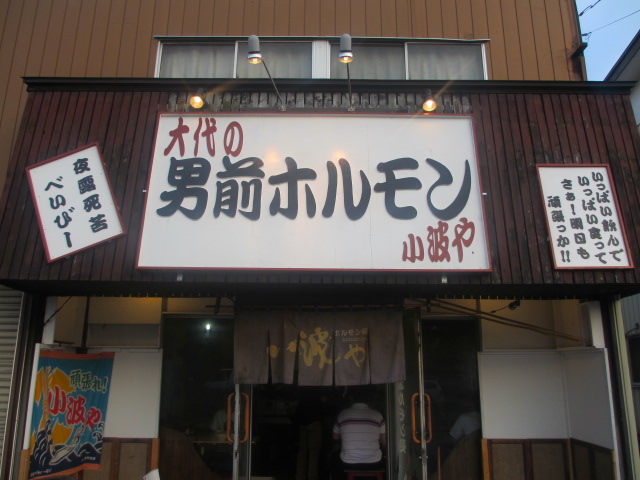 大代の
男前ホルモン
小波や
夜露死苦
べいびー
いっぱい飲んで
いっぱい食って
さぁー明日も
頑張っか!!
ホルモン
小波や
頑張れ!
小波や